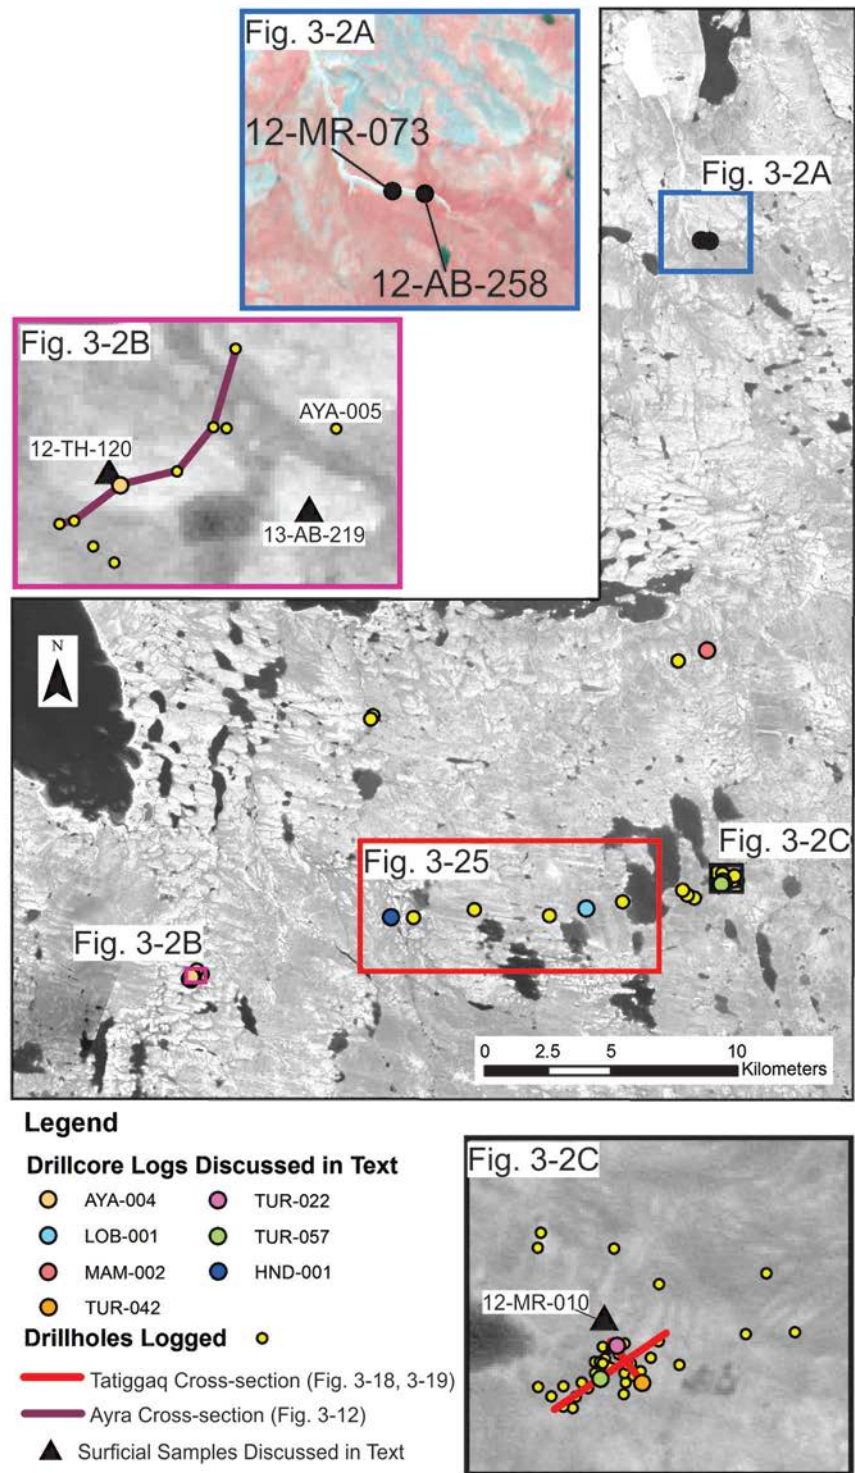 Fig. 3-2A
12-MR-073
12-AB-258
Fig. 3-2A
Fig. 3-2B
AYA-005
12-TH-120
13-AB-219
N
Fig. 3-25
Fig. 3-2C
Fig. 3-2B
0 2.5 5 10
Kilometers
Legend
Drillcore Logs Discussed in Text
AYA-004
TUR-022
LOB-001
TUR-057
MAM-002
HND-001
TUR-042
Drillholes Logged
Tatiggaq Cross-section (Fig. 3-18, 3-19)
Ayra Cross-section (Fig. 3-12)
Surficial Samples Discussed in Text
Fig. 3-2C
12-MR-010